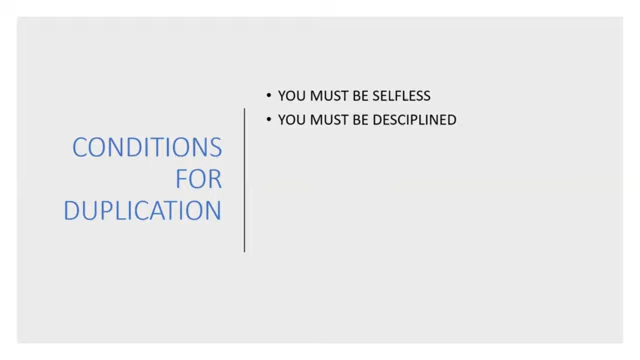 CONDITIONS
FOR
DUPLICATION
• YOU MUST BE SELFLESS
• YOU MUST BE DESCIPLINED